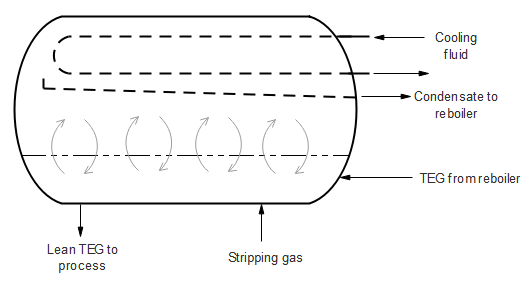 Cooling
fluid
Condensate to
reboiler
TEG from reboiler
Lean TEG to
process
Stripping gas